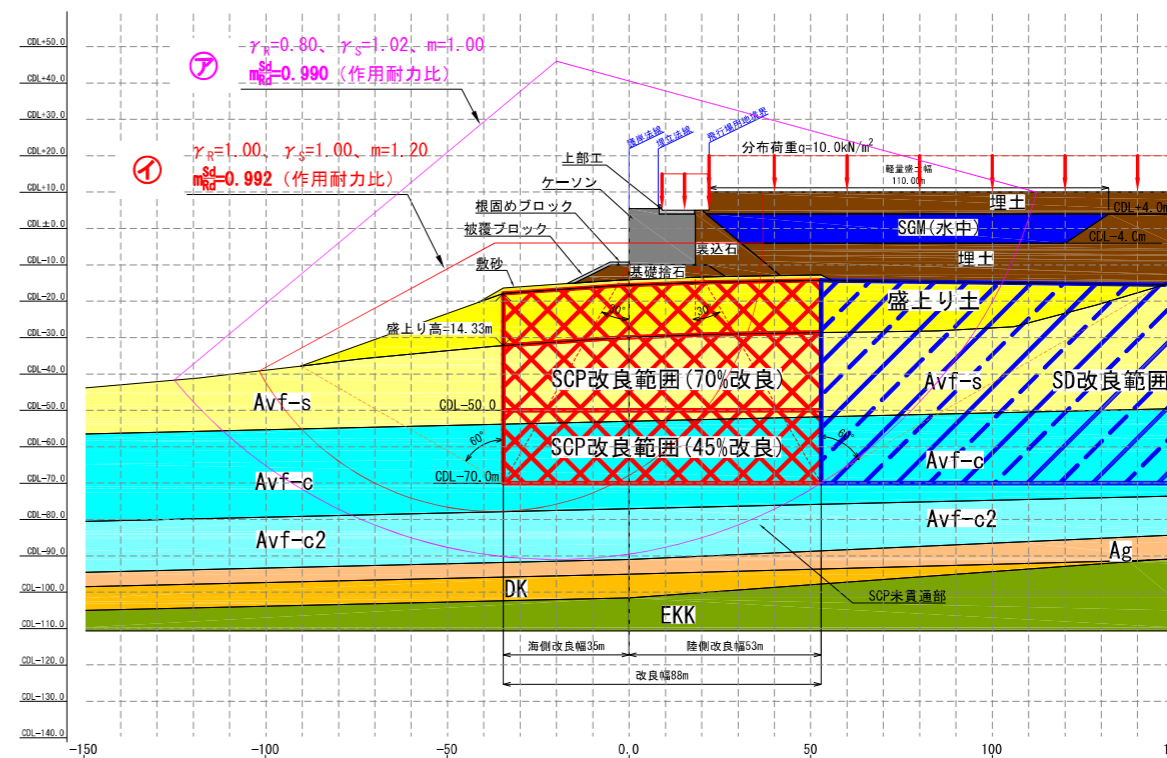 CDL+50.0
CDL+40.0
CDL+30.0
CDL+20.0
CDL+10.0
CDL±0.0
CDL-10.0
CDL-20.0
CDL-30.0
CDL-40.0
CDL-50.0
CDL-60.0
CDL-70.0
CDL-80.0
CDL-90.0
CDL-100.0
CDL-110.0
CDL-120.0
CDL-130.0
CDL-140.0
㋐
γR=0.80、γS=1.02、m=1.00
mSd/Rd=0.990 (作用耐力比)
㋑
γR=1.00、γS=1.00、m=1.20
mSd/Rd=0.992 (作用耐力比)
護岸法線
埋立法線
飛行場用地境界
分布荷重q=10.0kN/m2
110.00m
上部工
ケーソン
根固めブロック
被覆ブロック
敷砂
裏込石
基礎捨石
埋土
CDL+4.0m
SGM(水中)
CDL-4.0m
埋土
盛上り土
盛上り高=14.33m
30°
SCP改良範囲(70%改良)
Avf-s
Avf-s
SD改良範囲
CDL-50.0
SCP改良範囲(45%改良)
60°
60°
CDL-70.0m
Avf-c
Avf-c
Avf-c2
Avf-c2
Ag
DK
SCP未貫通部
EKK
海側改良幅35m
陸側改良幅53m
改良幅88m
-150
-100
-50
0.0
50
100